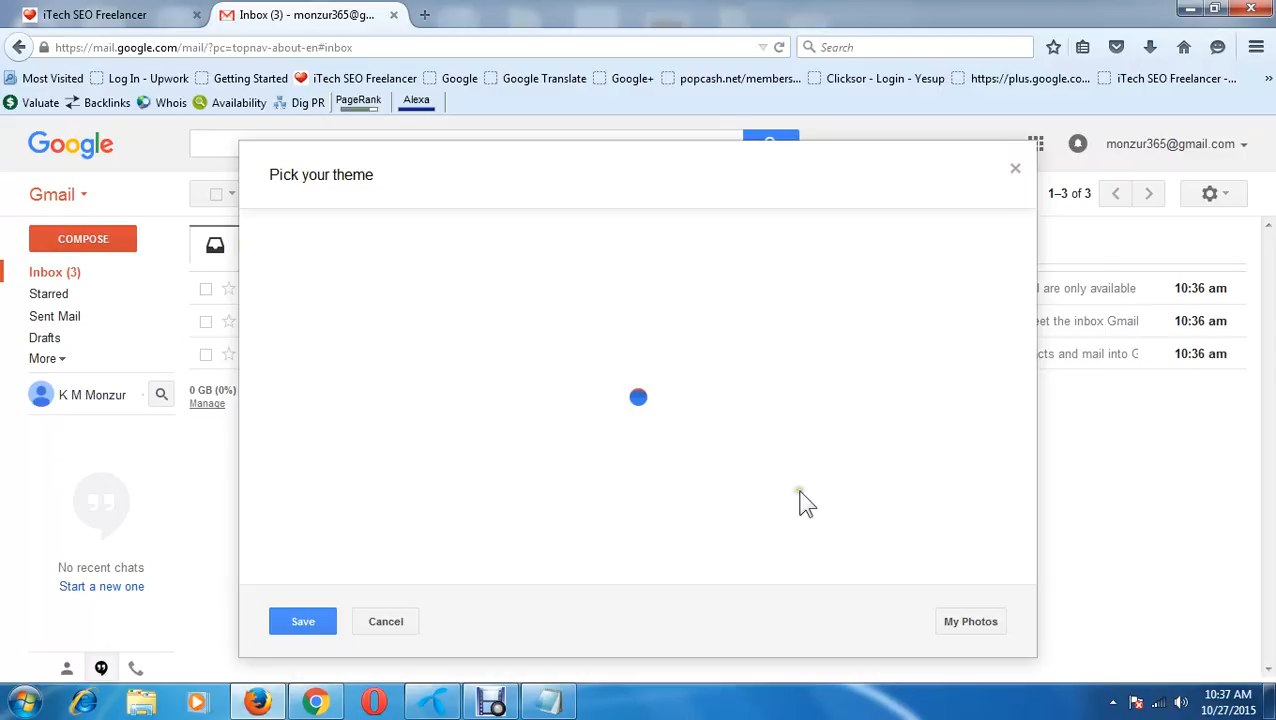 iTech SEO Freelancer
Inbox (3) - monzur365@g...
https://mail.google.com/mail/?pc=topnav-about-en#inbox
Search
Most Visited
Log In - Upwork
Getting Started
iTech SEO Freelancer
Google
Google Translate
Google+
popcash.net/members...
Clicksor - Login - Yesup
https://plus.google.co...
iTech SEO Freelancer -...
Valuate
Backlinks
Whois
Availability
Dig PR
PageRank
Alexa
Google
monzur365@gmail.com
Pick your theme
Gmail
1–3 of 3
COMPOSE
Inbox (3)
Starred
Sent Mail
Drafts
More
are only available
10:36 am
eet the inbox Gmail
10:36 am
cts and mail into G
10:36 am
K M Monzur
0 GB (0%)
Manage
No recent chats
Start a new one
Save
Cancel
My Photos
10:37 AM
10/27/2015